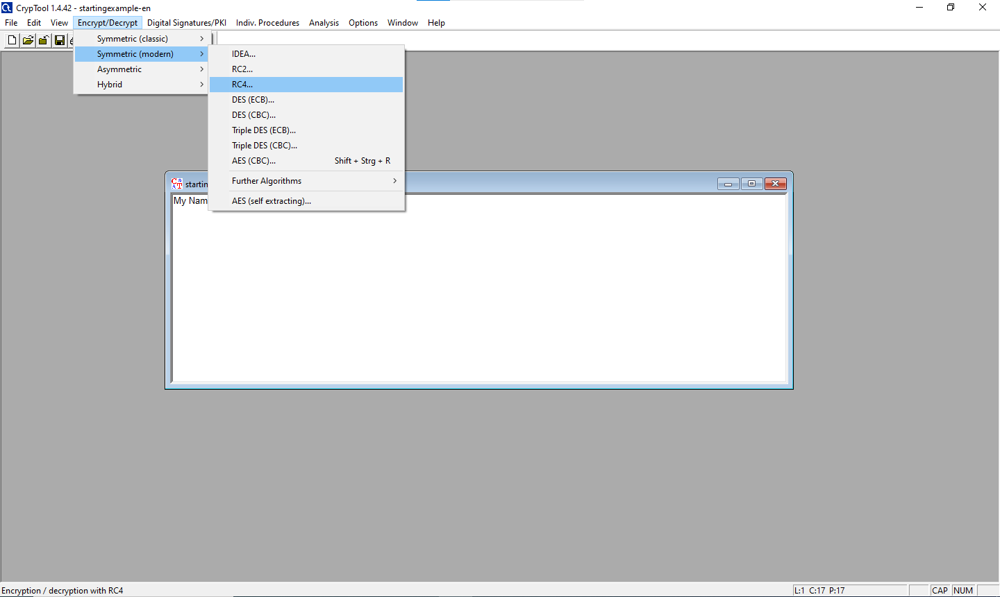 CrypTool 1.4.42 - startingexample-en
File Edit View Encrypt/Decrypt Digital Signatures/PKI Indiv. Procedures Analysis Options Window Help
Symmetric (classic)
Symmetric (modern)
Asymmetric
Hybrid
IDEA...
RC2...
RC4...
DES (ECB)...
DES (CBC)...
Triple DES (ECB)...
Triple DES (CBC)...
AES (CBC)... Shift + Strg + R
Further Algorithms
AES (self extracting)...
startin
My Nam
Encryption / decryption with RC4
L:1 C:17 P:17
CAP NUM